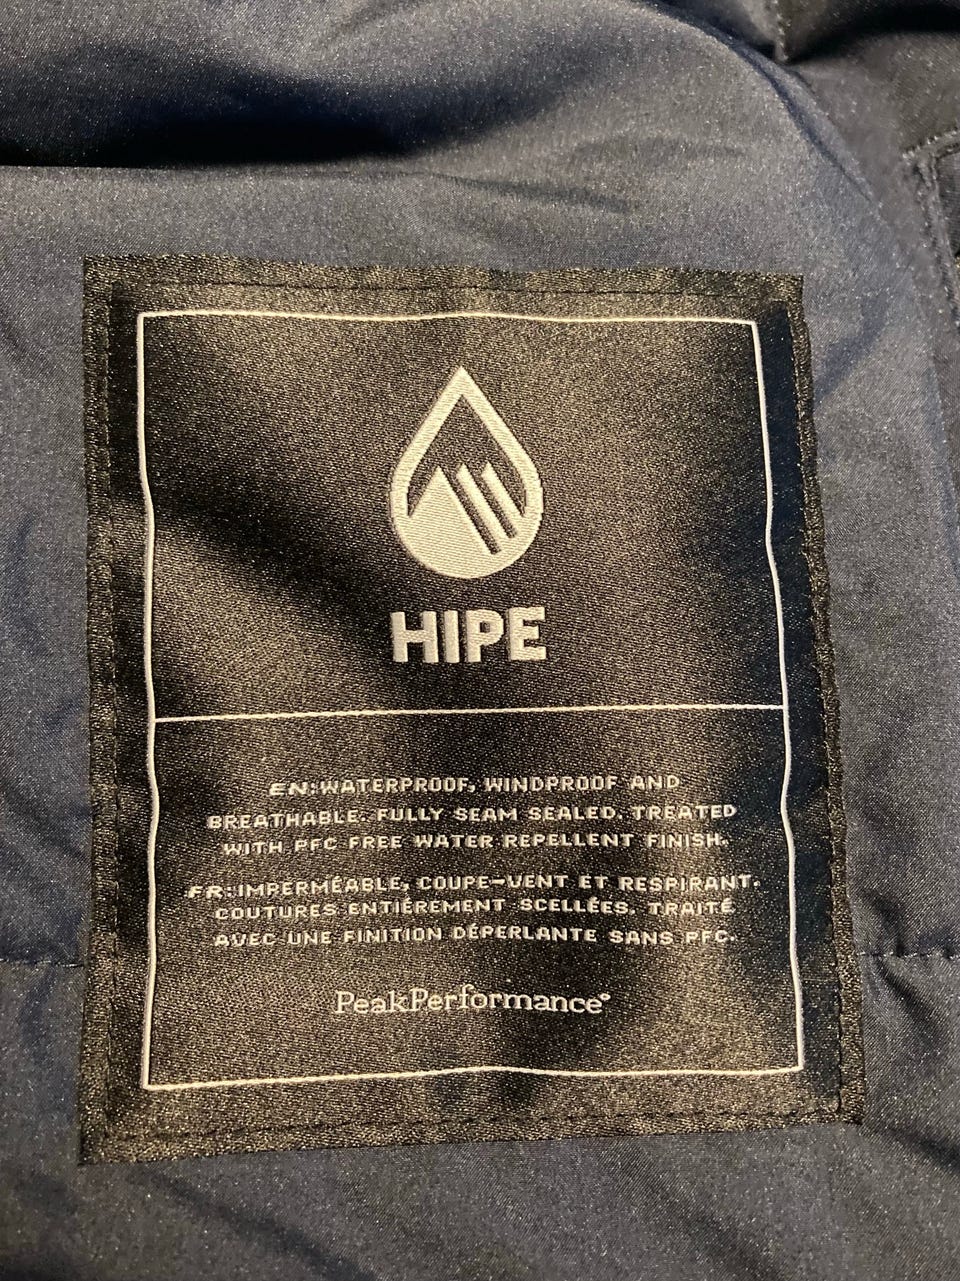 HIPE
EN:WATERPROOF, WINDPROOF AND
BREATHABLE. FULLY SEAM SEALED. TREATED
WITH PFC FREE WATER REPELLENT FINISH.
FR:IMPERMÉABLE, COUPE-VENT ET RESPIRANT.
COUTURES ENTIÉREMENT SCELLÉES. TRAITÉ
AVEC UNE FINITION DÉPERLANTE SANS PFC.
PeakPerformance®